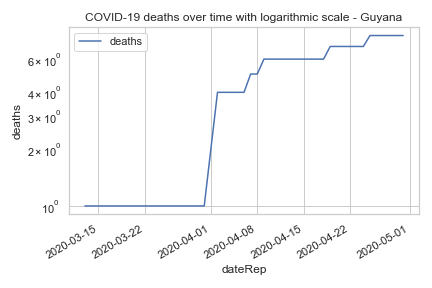 COVID-19 deaths over time with logarithmic scale - Guyana
deaths
6 × 10⁰
4 × 10⁰
3 × 10⁰
2 × 10⁰
10⁰
deaths
2020-03-15
2020-03-22
2020-04-01
2020-04-08
2020-04-15
2020-04-22
2020-05-01
dateRep